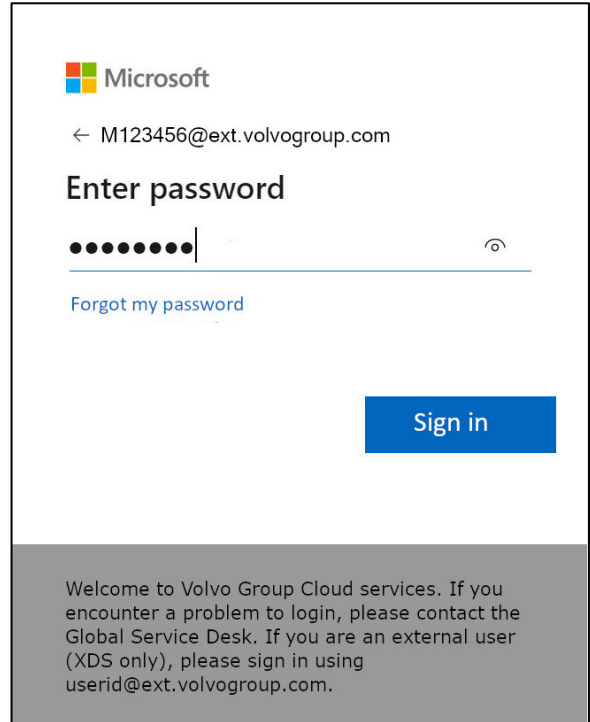 Microsoft
← M123456@ext.volvogroup.com
Enter password
●●●●●●●●
Forgot my password
Sign in
Welcome to Volvo Group Cloud services. If you
encounter a problem to login, please contact the
Global Service Desk. If you are an external user
(XDS only), please sign in using
userid@ext.volvogroup.com.